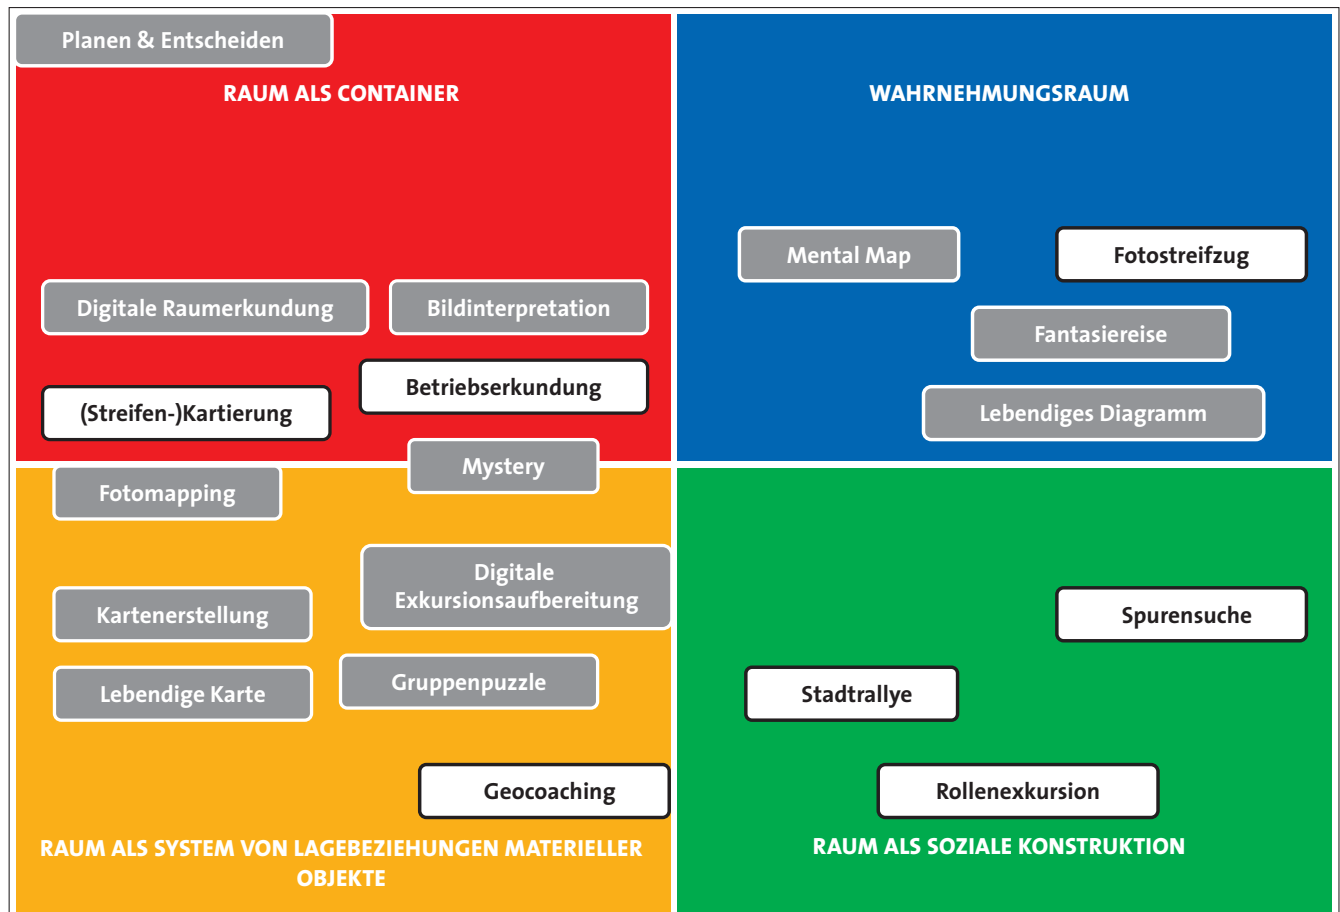 Planen & Entscheiden
RAUM ALS CONTAINER
Digitale Raumerkundung
Bildinterpretation
Betriebserkundung
(Streifen-)Kartierung
Mystery
WAHRNEHMUNGSRAUM
Mental Map
Fotostreifzug
Fantasiereise
Lebendiges Diagramm
Fotomapping
Digitale
Exkursionsaufbereitung
Kartenerstellung
Gruppenpuzzle
Lebendige Karte
Geocoaching
RAUM ALS SYSTEM VON LAGEBEZIEHUNGEN MATERIELLER
OBJEKTE
Spurensuche
Stadtrallye
Rollenexkursion
RAUM ALS SOZIALE KONSTRUKTION